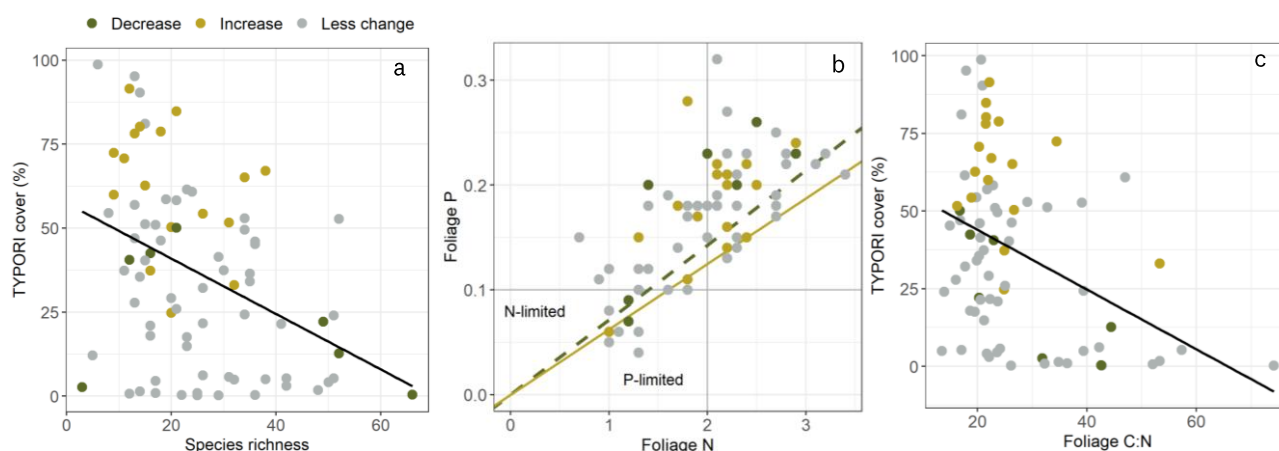 Decrease Increase Less change
a
TYPORI cover (%)
100
75
50
25
0
0 20 40 60
Species richness
b
Foliage P
0.3
0.2
0.1
0.0
N-limited
P-limited
0 1 2 3
Foliage N
c
TYPORI cover (%)
100
75
50
25
0
20 40 60
Foliage C:N